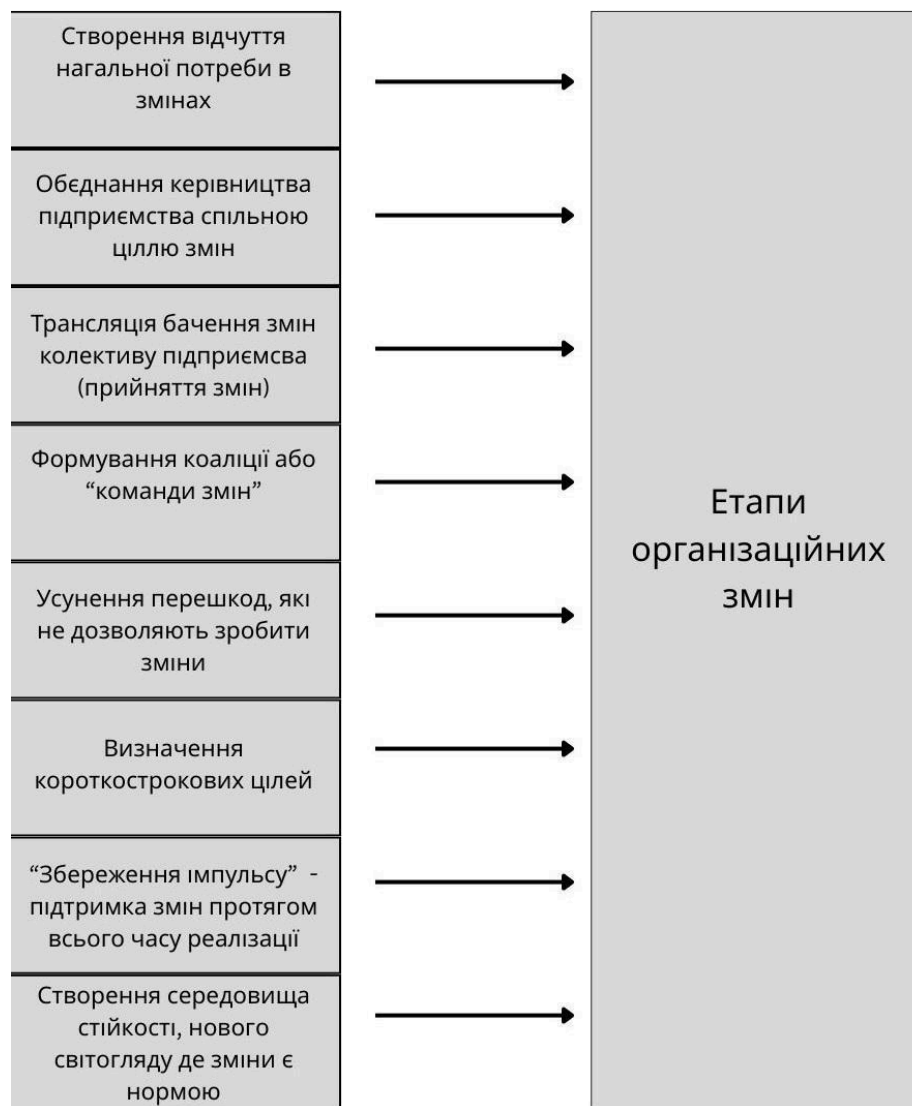 Створення відчуття
нагальної потреби в
змінах
Обєднання керівництва
підприємства спільною
ціллю змін
Трансляція бачення змін
колективу підприємсва
(прийняття змін)
Формування коаліції або
“команди змін”
Усунення перешкод, які
не дозволяють зробити
зміни
Визначення
короткострокових цілей
“Збереження імпульсу” -
підтримка змін протягом
всього часу реалізації
Створення середовища
стійкості, нового
світогляду де зміни є
нормою
Етапи
організаційних
змін